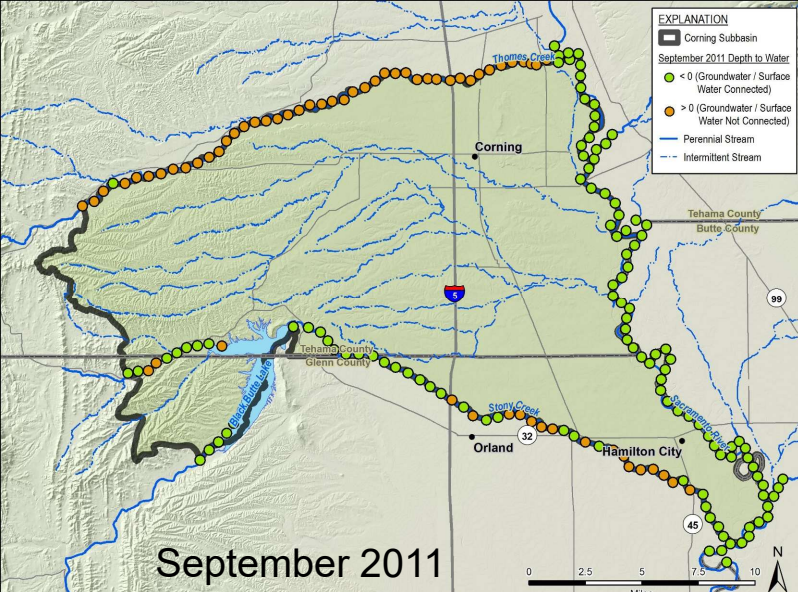 EXPLANATION
Corning Subbasin
September 2011 Depth to Water
< 0 (Groundwater / Surface
Water Connected)
> 0 (Groundwater / Surface
Water Not Connected)
Perennial Stream
Intermittent Stream
Thomes Creek
Corning
Tehama County
Butte County
5
99
Tehama County
Glenn County
Black Butte Lake
Stony Creek
Sacramento River
32
Orland
Hamilton City
45
September 2011
N
0 2.5 5 7.5 10
Miles